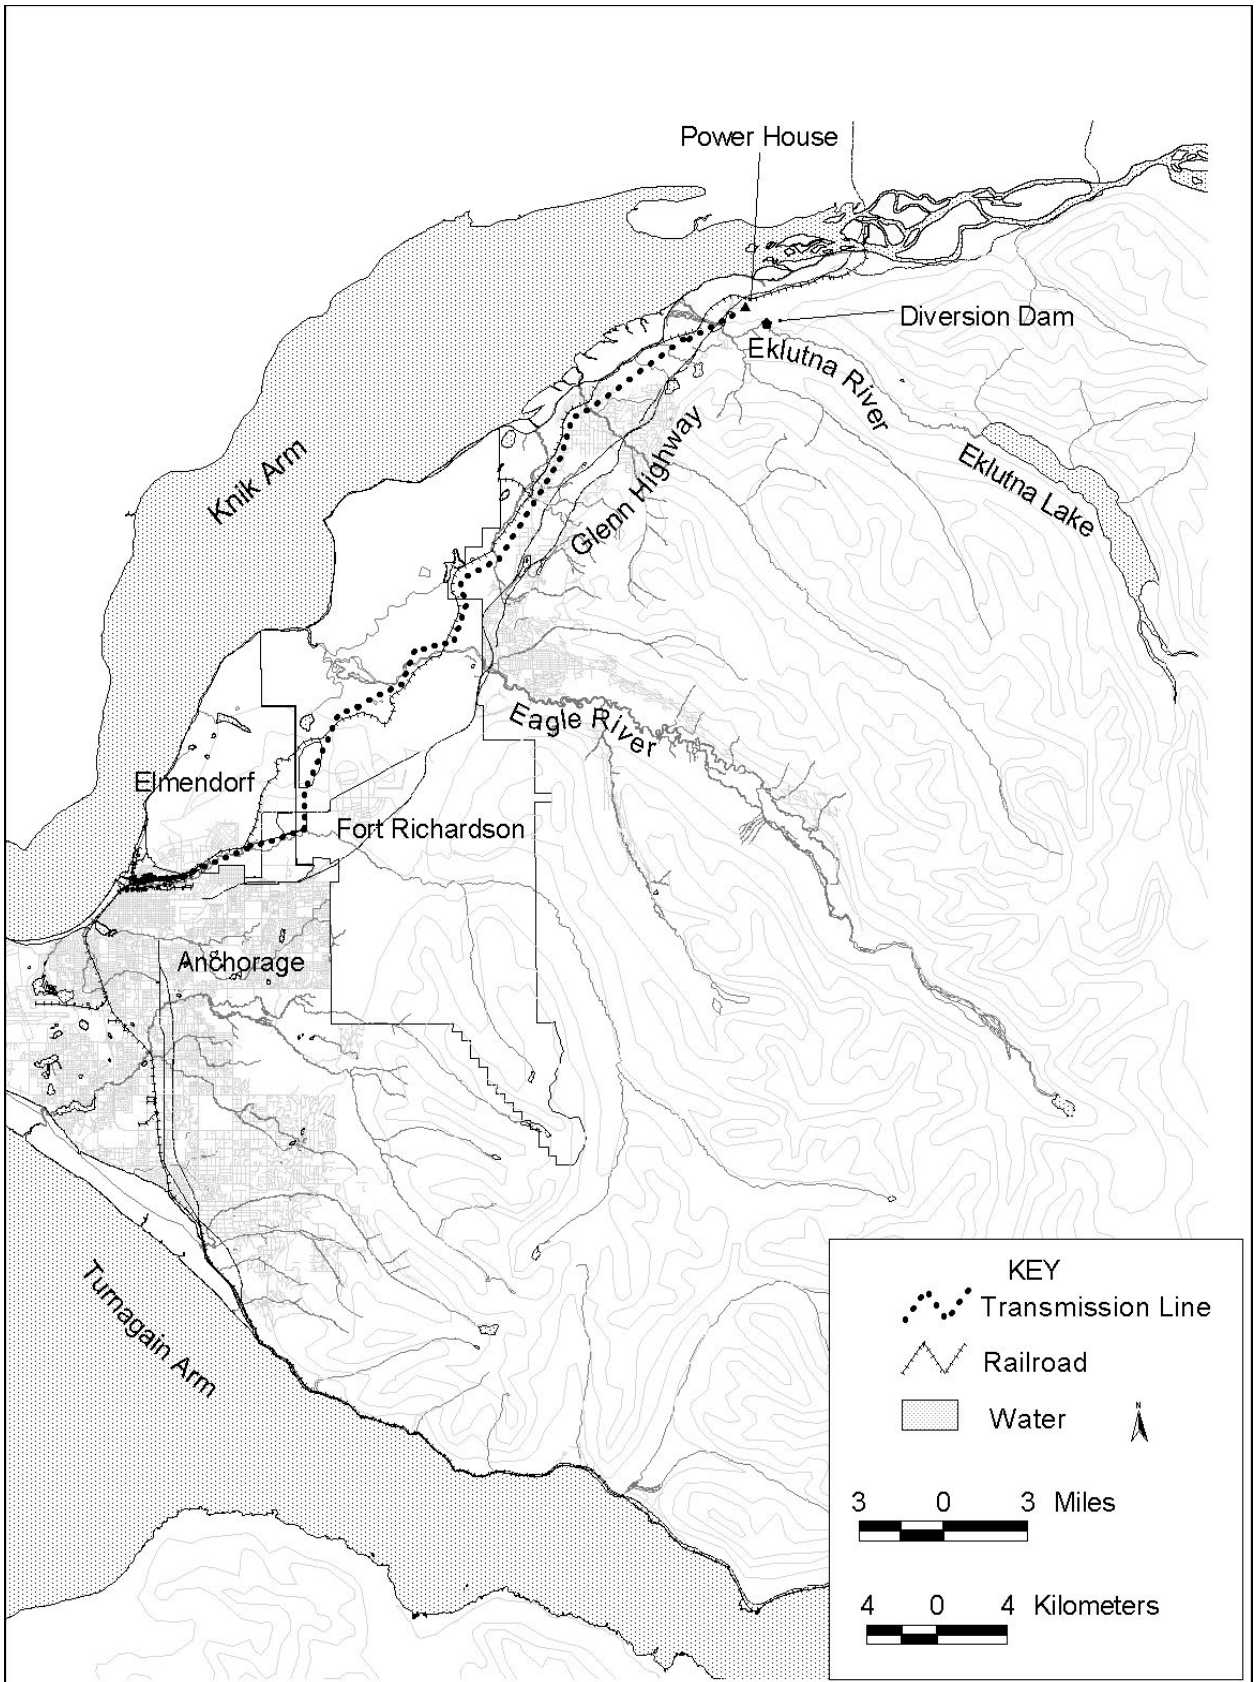 Power House
Diversion Dam
Eklutna River
Eklutna Lake
Knik Arm
Glenn Highway
Eagle River
Elmendorf
Fort Richardson
Anchorage
Turnagain Arm
KEY
Transmission Line
Railroad
Water
N
3 0 3 Miles
4 0 4 Kilometers